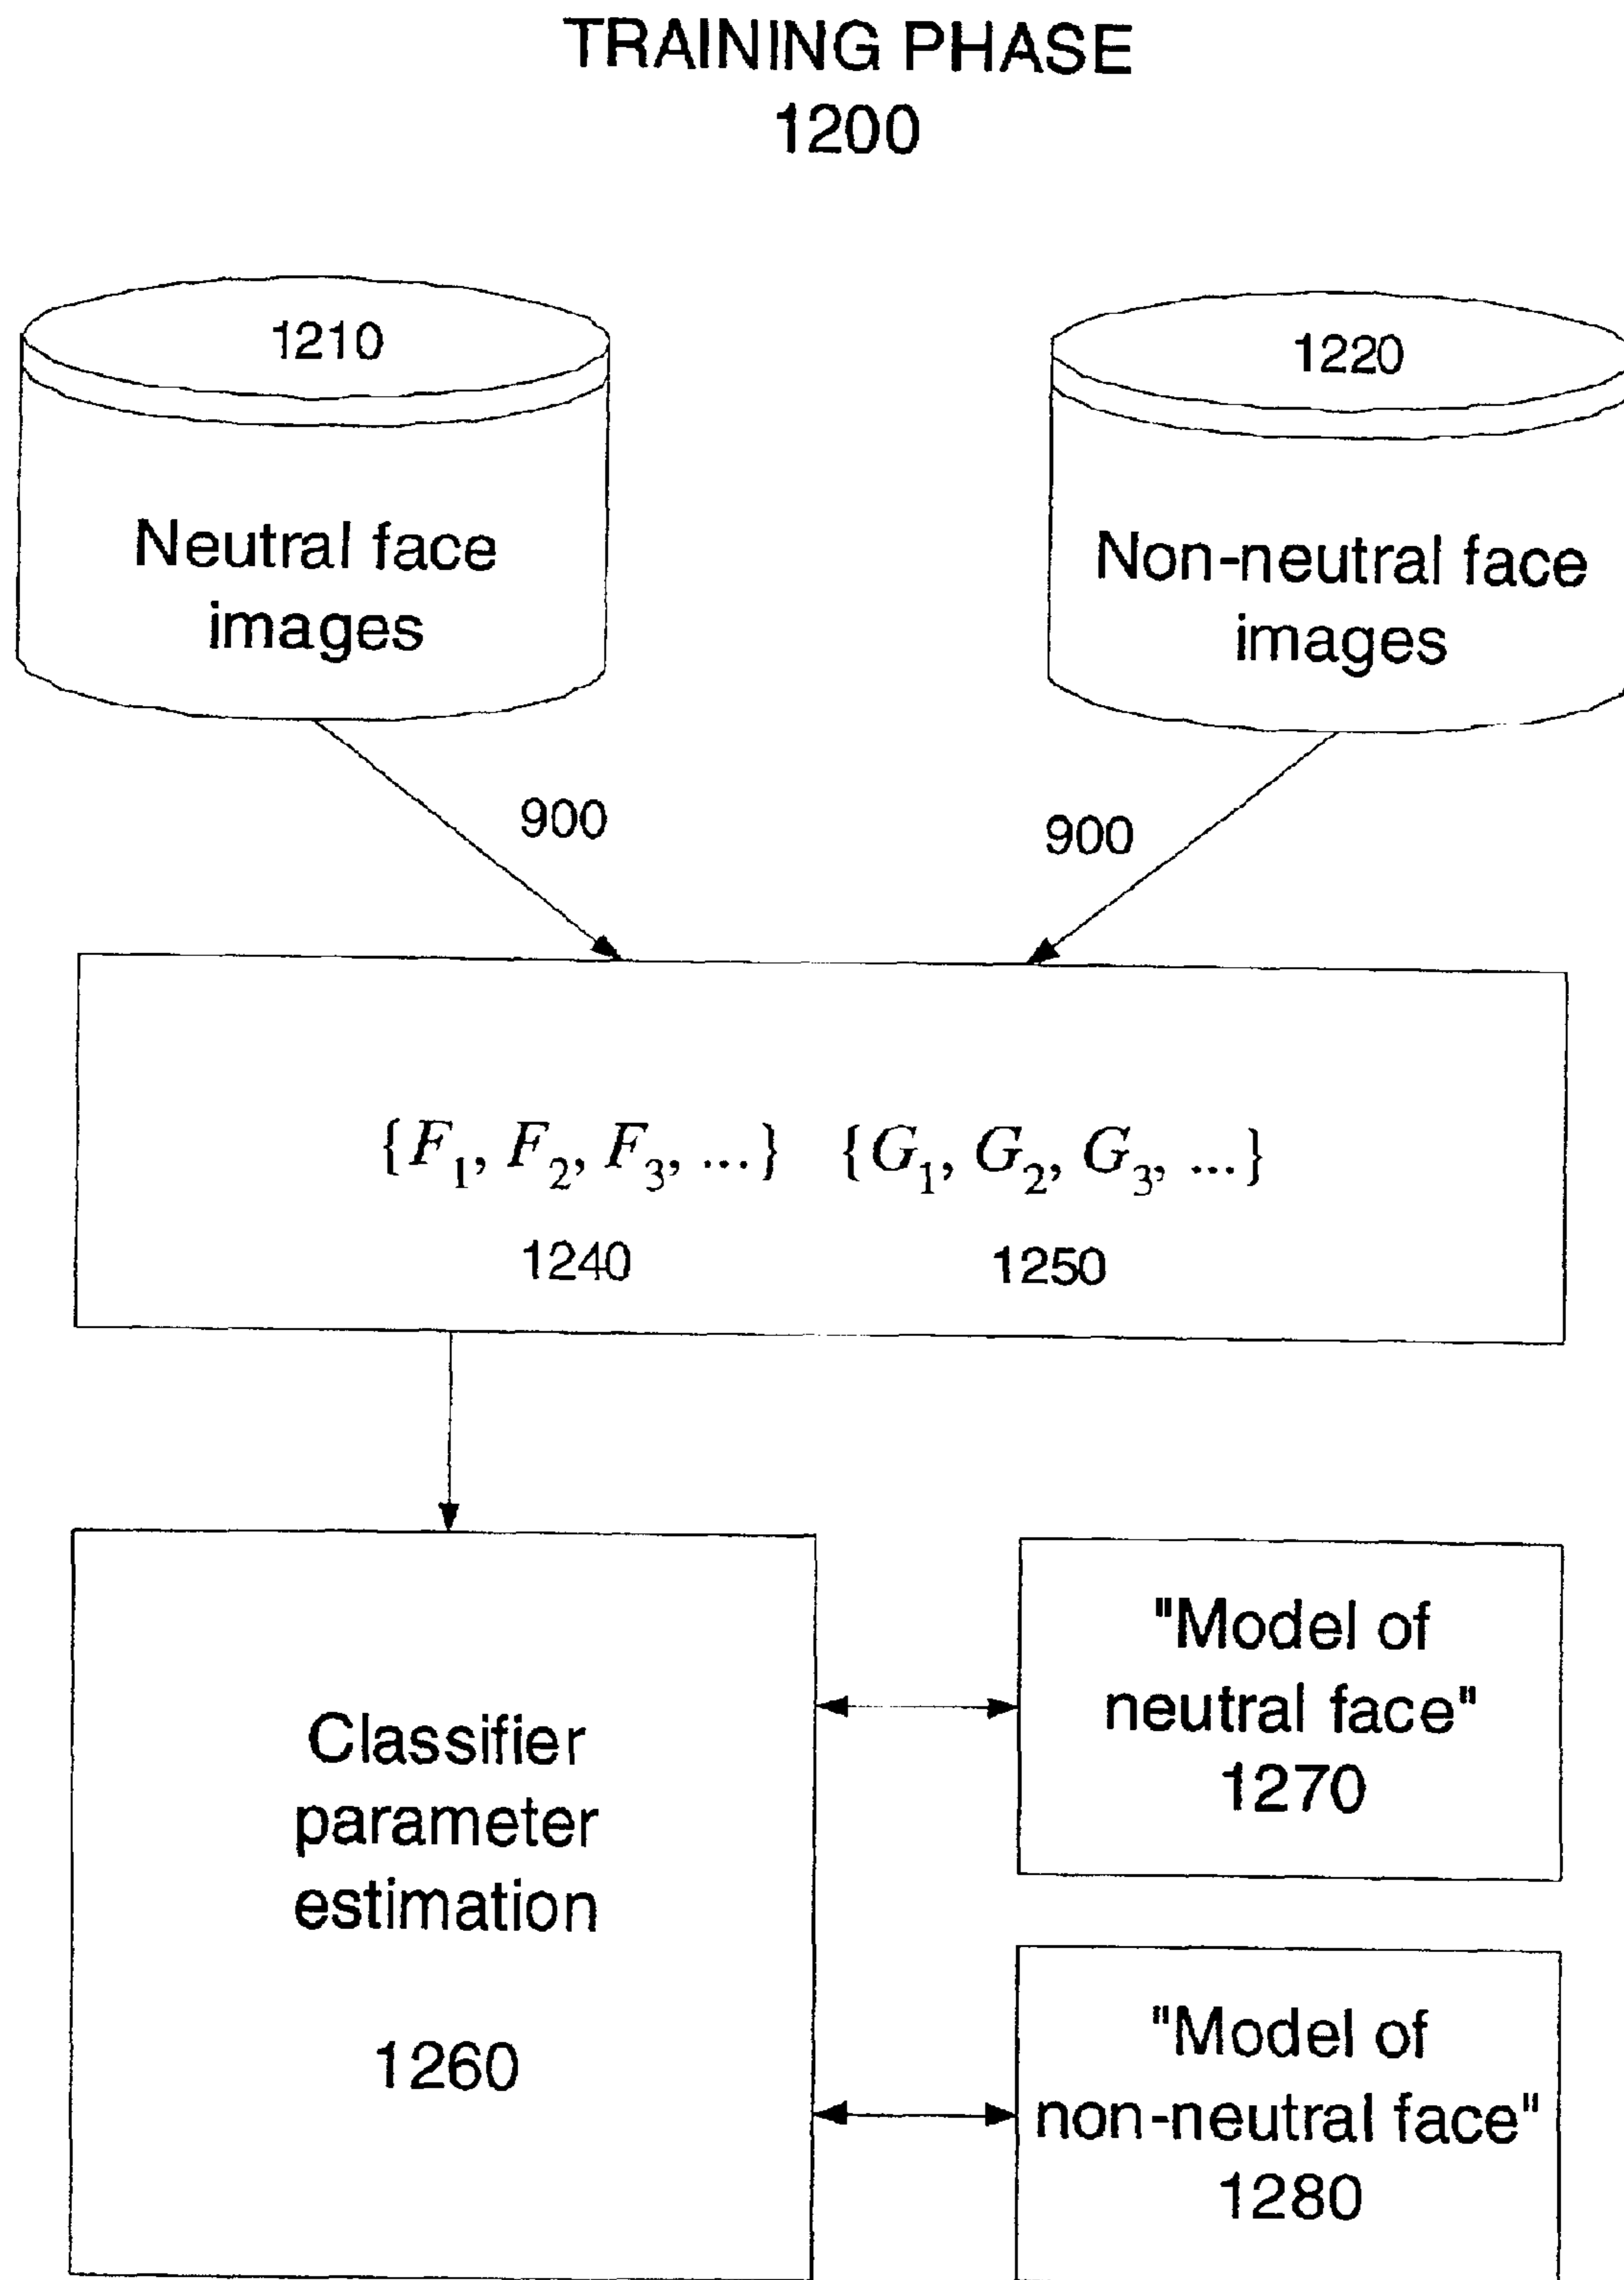 TRAINING PHASE
1200
1210
1220
Neutral face
images
Non-neutral face
images
900
900
{F1, F2, F3, ...} {G1, G2, G3, ...}
1240
1250
Classifier
parameter
estimation
1260
"Model of
neutral face"
1270
"Model of
non-neutral face"
1280